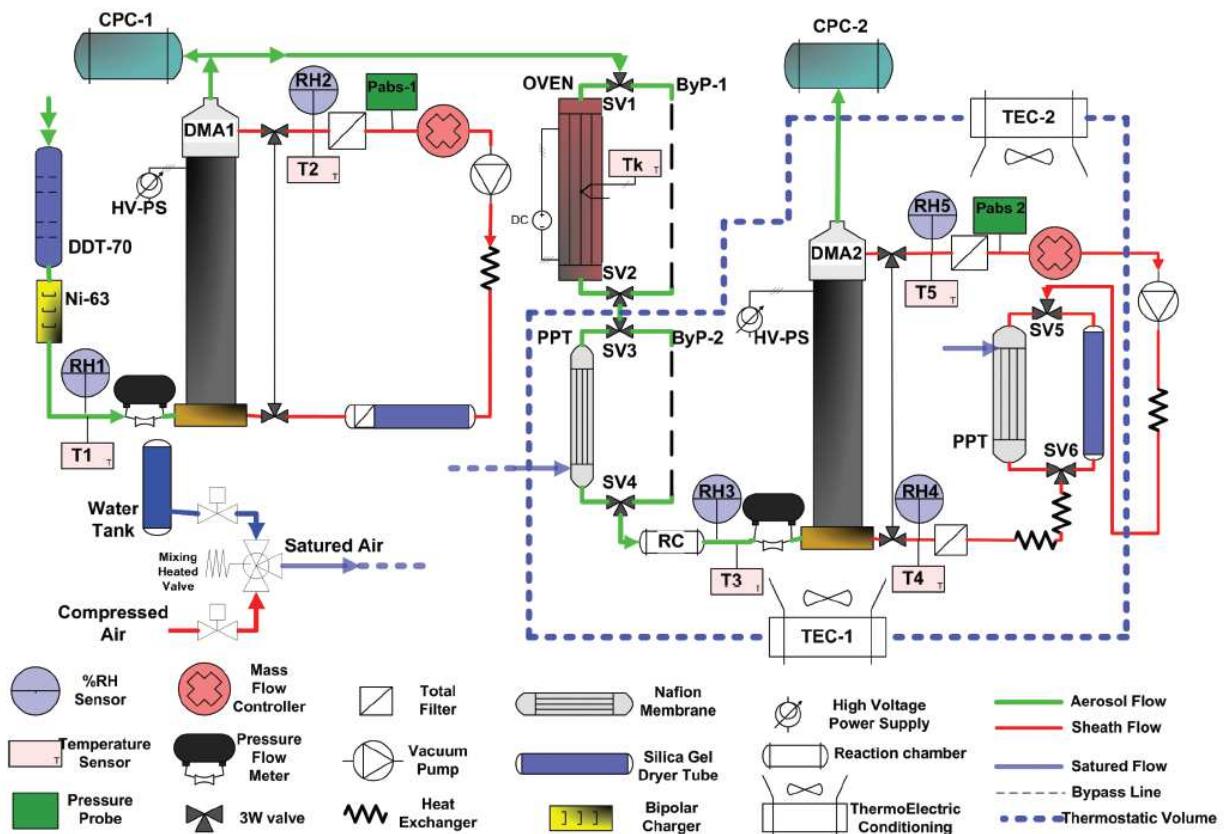 CPC-1
CPC-2
RH2
Pabs-1
OVEN
SV1
ByP-1
TEC-2
DMA1
T2
T
Tk
T
HV-PS
DC
RH5
Pabs 2
DDT-70
DMA2
Ni-63
SV2
T5
T
PPT
SV3
ByP-2
HV-PS
SV5
RH1
T1
T
SV4
PPT
SV6
RH3
RH4
Water
Tank
RC
Mixing
Heated
Valve
Satured Air
T3
T
T4
T
Compressed
Air
TEC-1
%RH
Sensor
Mass
Flow
Controller
Total
Filter
Nafion
Membrane
High Voltage
Power Supply
Aerosol Flow
Sheath Flow
T
Temperature
Sensor
Pressure
Flow
Meter
Vacuum
Pump
Silica Gel
Dryer Tube
Reaction chamber
Satured Flow
Bypass Line
Pressure
Probe
3W valve
Heat
Exchanger
Bipolar
Charger
ThermoElectric
Conditioning
Thermostatic Volume